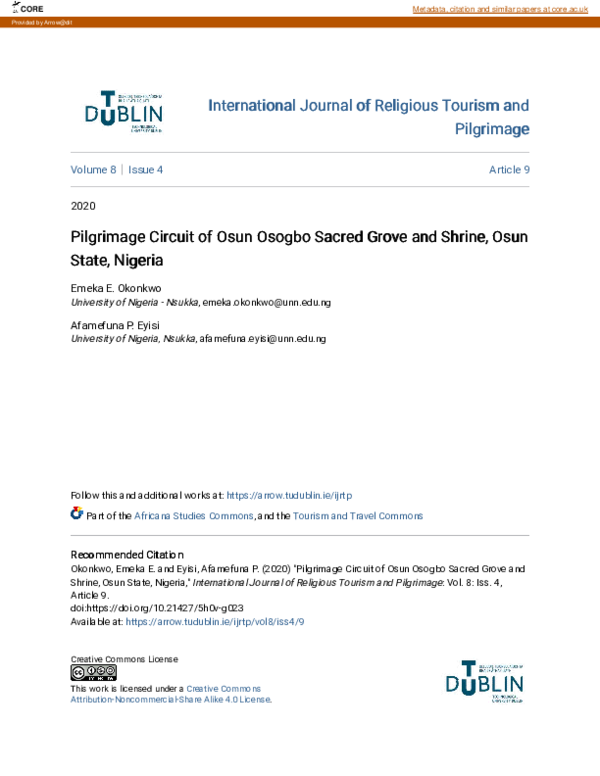 CORE
Metadata, citation and similar papers at core.ac.uk
Provided by Arrow@dit
DUBLIN
International Journal of Religious Tourism and
Pilgrimage
Volume 8 | Issue 4
Article 9
2020
Pilgrimage Circuit of Osun Osogbo Sacred Grove and Shrine, Osun
State, Nigeria
Emeka E. Okonkwo
University of Nigeria - Nsukka, emeka.okonkwo@unn.edu.ng
Afamefuna P. Eyisi
University of Nigeria, Nsukka, afamefuna.eyisi@unn.edu.ng
Follow this and additional works at: https://arrow.tudublin.ie/ijrtp
Part of the Africana Studies Commons, and the Tourism and Travel Commons
Recommended Citation
Okonkwo, Emeka E. and Eyisi, Afamefuna P. (2020) "Pilgrimage Circuit of Osun Osogbo Sacred Grove and
Shrine, Osun State, Nigeria," International Journal of Religious Tourism and Pilgrimage: Vol. 8: Iss. 4,
Article 9.
doi:https://doi.org/10.21427/5h0v-g023
Available at: https://arrow.tudublin.ie/ijrtp/vol8/iss4/9
Creative Commons License
This work is licensed under a Creative Commons
Attribution-Noncommercial-Share Alike 4.0 License.
DUBLIN